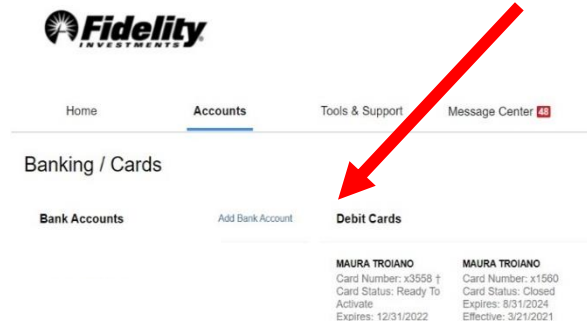 Fidelity
INVESTMENTS
Home Accounts Tools & Support Message Center 48
Banking / Cards
Bank Accounts Add Bank Account Debit Cards
MAURA TROIANO MAURA TROIANO
Card Number: x3558 † Card Number: x1560
Card Status: Ready To Card Status: Closed
Activate Expires: 8/31/2024
Expires: 12/31/2022 Effective: 3/21/2021